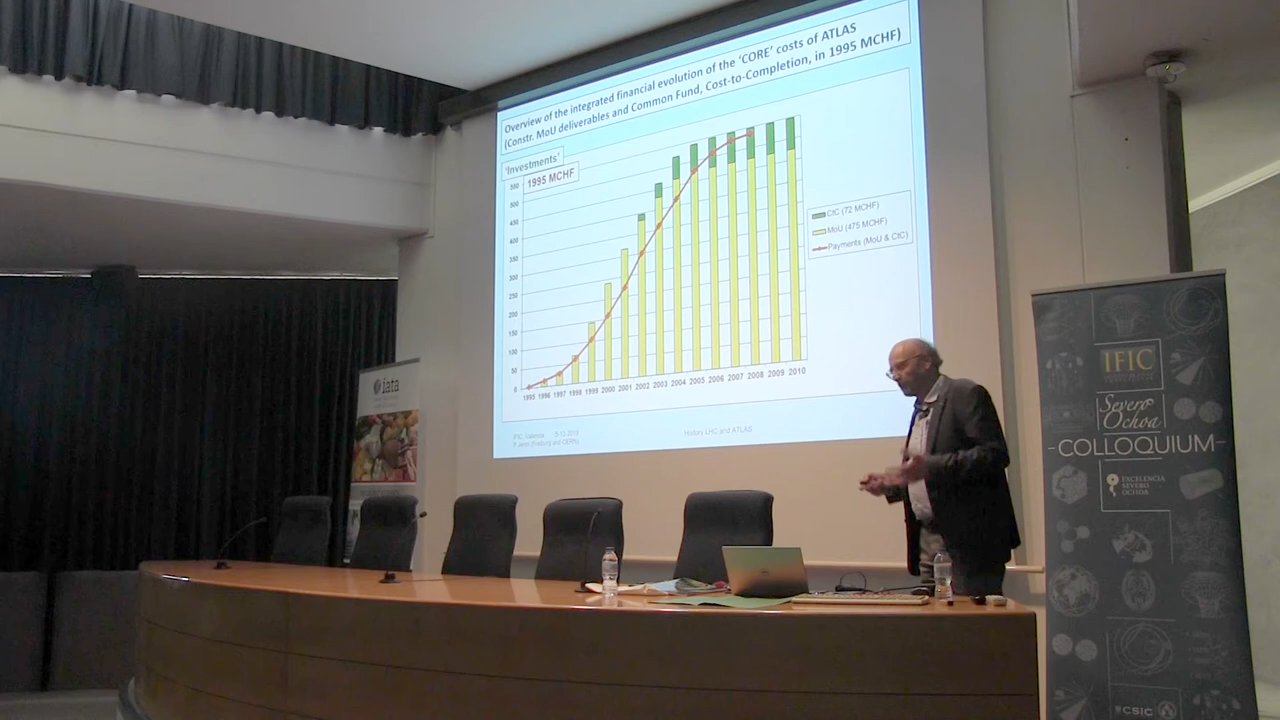 Overview of the integrated financial evolution of the 'CORE' costs of ATLAS
(Constr. MoU deliverables and Common Fund, Cost-to-Completion, in 1995 MCHF)
'Investments'
1995 MCHF
550
500
450
400
350
300
250
200
150
100
50
0
1995 1996 1997 1998 1999 2000 2001 2002 2003 2004 2005 2006 2007 2008 2009 2010
CtC (72 MCHF)
MoU (475 MCHF)
Payments (MoU & CtC)
P Jenni (Freiburg and CERN)
History LHC and ATLAS
iata
IFIC
Severo
Ochoa
COLLOQUIUM
EXCELENCIA
SEVERO
OCHOA
CSIC